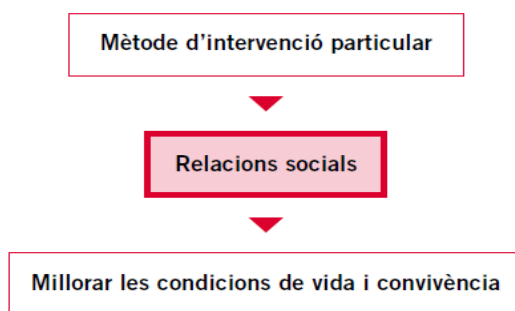 Mètode d’intervenció particular
Relacions socials
Millorar les condicions de vida i convivència